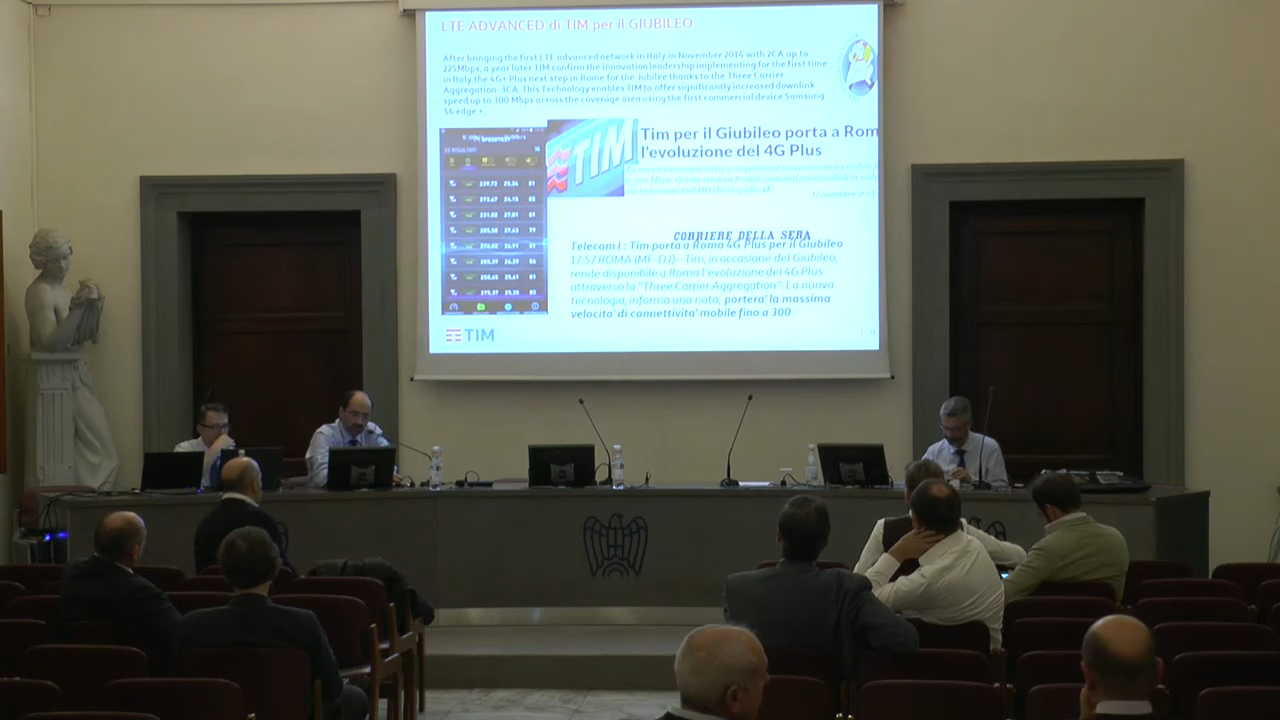 LTE ADVANCED di TIM per il GIUBILEO
After bringing the first LTE advanced network in Italy in November 2014 with 2CA up to
225Mbps, a year later TIM confirm the innovation leadership implementing for the first time
in Italy the 4G+ Plus next step in Rome for the Jubilee thanks to the Three Carrier
Aggregation -3CA. This Technology enables TIM to offer significantly increased downlink
speed up to 300 Mbps across the coverage area using the first commercial device Samsung
S6 edge +.
TIM
Tim per il Giubileo porta a Rom
l'evoluzione del 4G Plus
CORRIERE DELLA SERA
Telecom I.: Tim porta a Roma 4G Plus per il Giubileo
17:57 ROMA (MF-DJ)--Tim, in occasione del Giubileo,
rende disponibile a Roma l'evoluzione del 4G Plus
attraverso la "Three Carrier Aggregation". La nuova
tecnologia, informa una nota, portera' la massima
velocita' di connettivita' mobile fino a 300
TIM